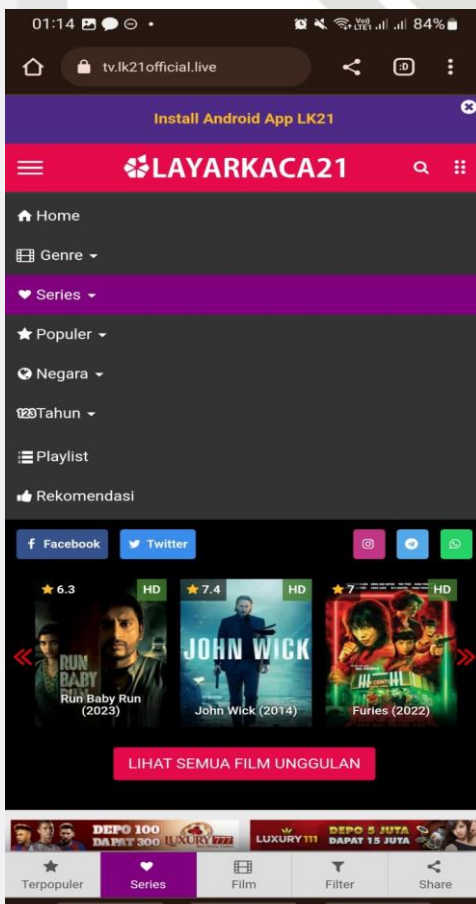 01:14
84%
tv.lk21official.live
:D
Install Android App LK21
LAYARKACA21
Home
Genre
Series
Populer
Negara
123Tahun
Playlist
Rekomendasi
Facebook
Twitter
6.3 HD
7.4 HD
7 HD
RUN
BABY
RUN
Run Baby Run
(2023)
JOHN WICK
John Wick (2014)
Furies (2022)
LIHAT SEMUA FILM UNGGULAN
DEPO 100
DAPAT 300 LUXURY777
LUXURY111
DEPO 5 JUTA
DAPAT 15 JUTA
Terpopuler
Series
Film
Filter
Share